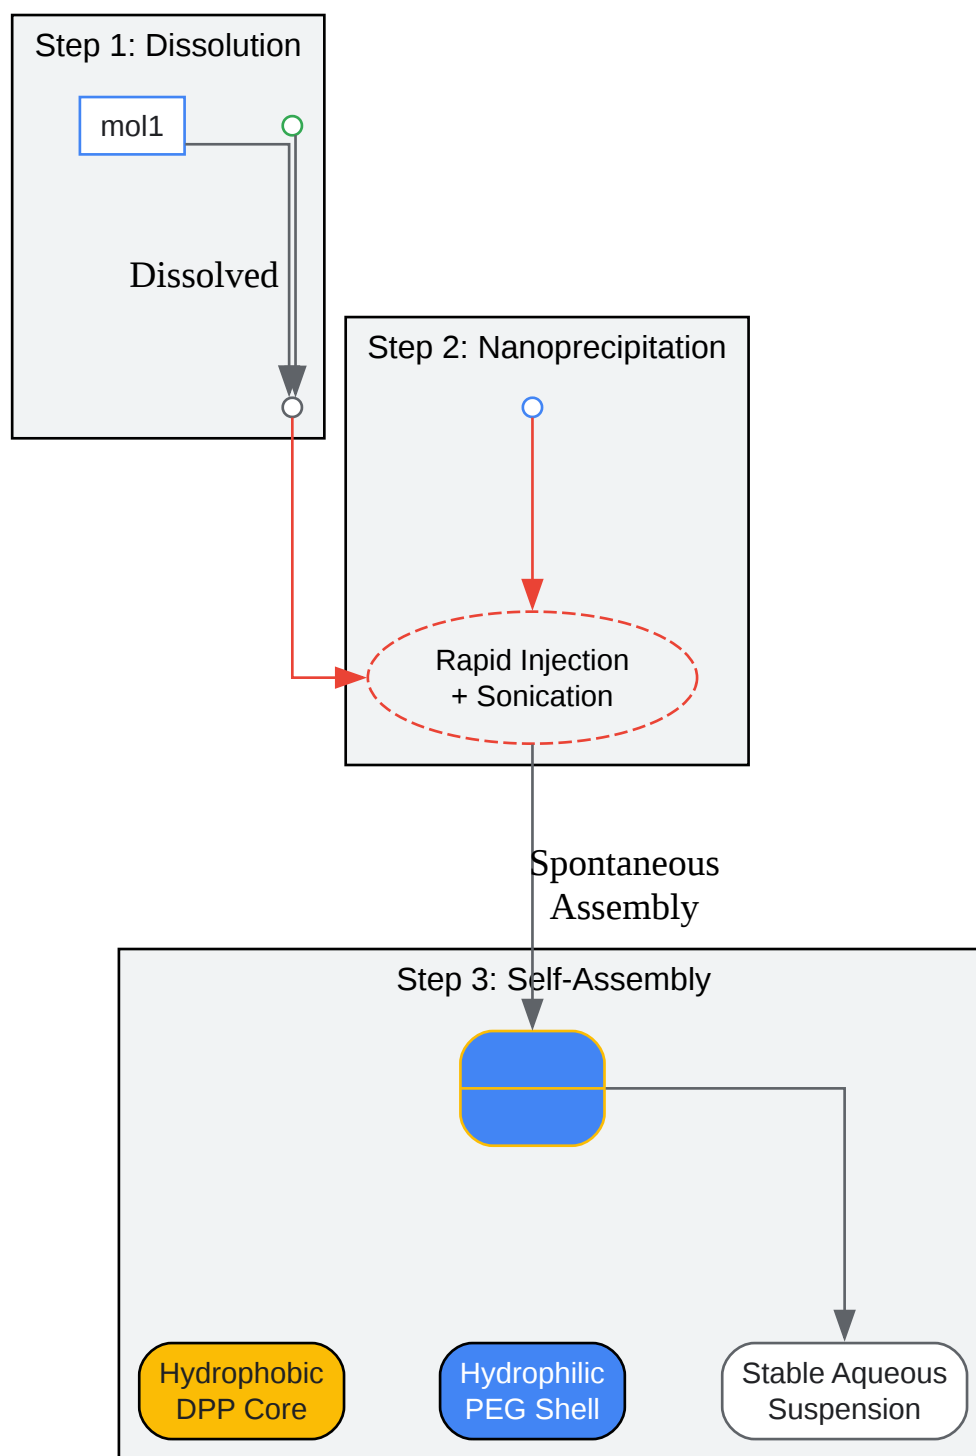 Step 1: Dissolution
mol1
Dissolved
Step 2: Nanoprecipitation
Rapid Injection
+ Sonication
Spontaneous
Assembly
Step 3: Self-Assembly
Hydrophobic
DPP Core
Hydrophilic
PEG Shell
Stable Aqueous
Suspension